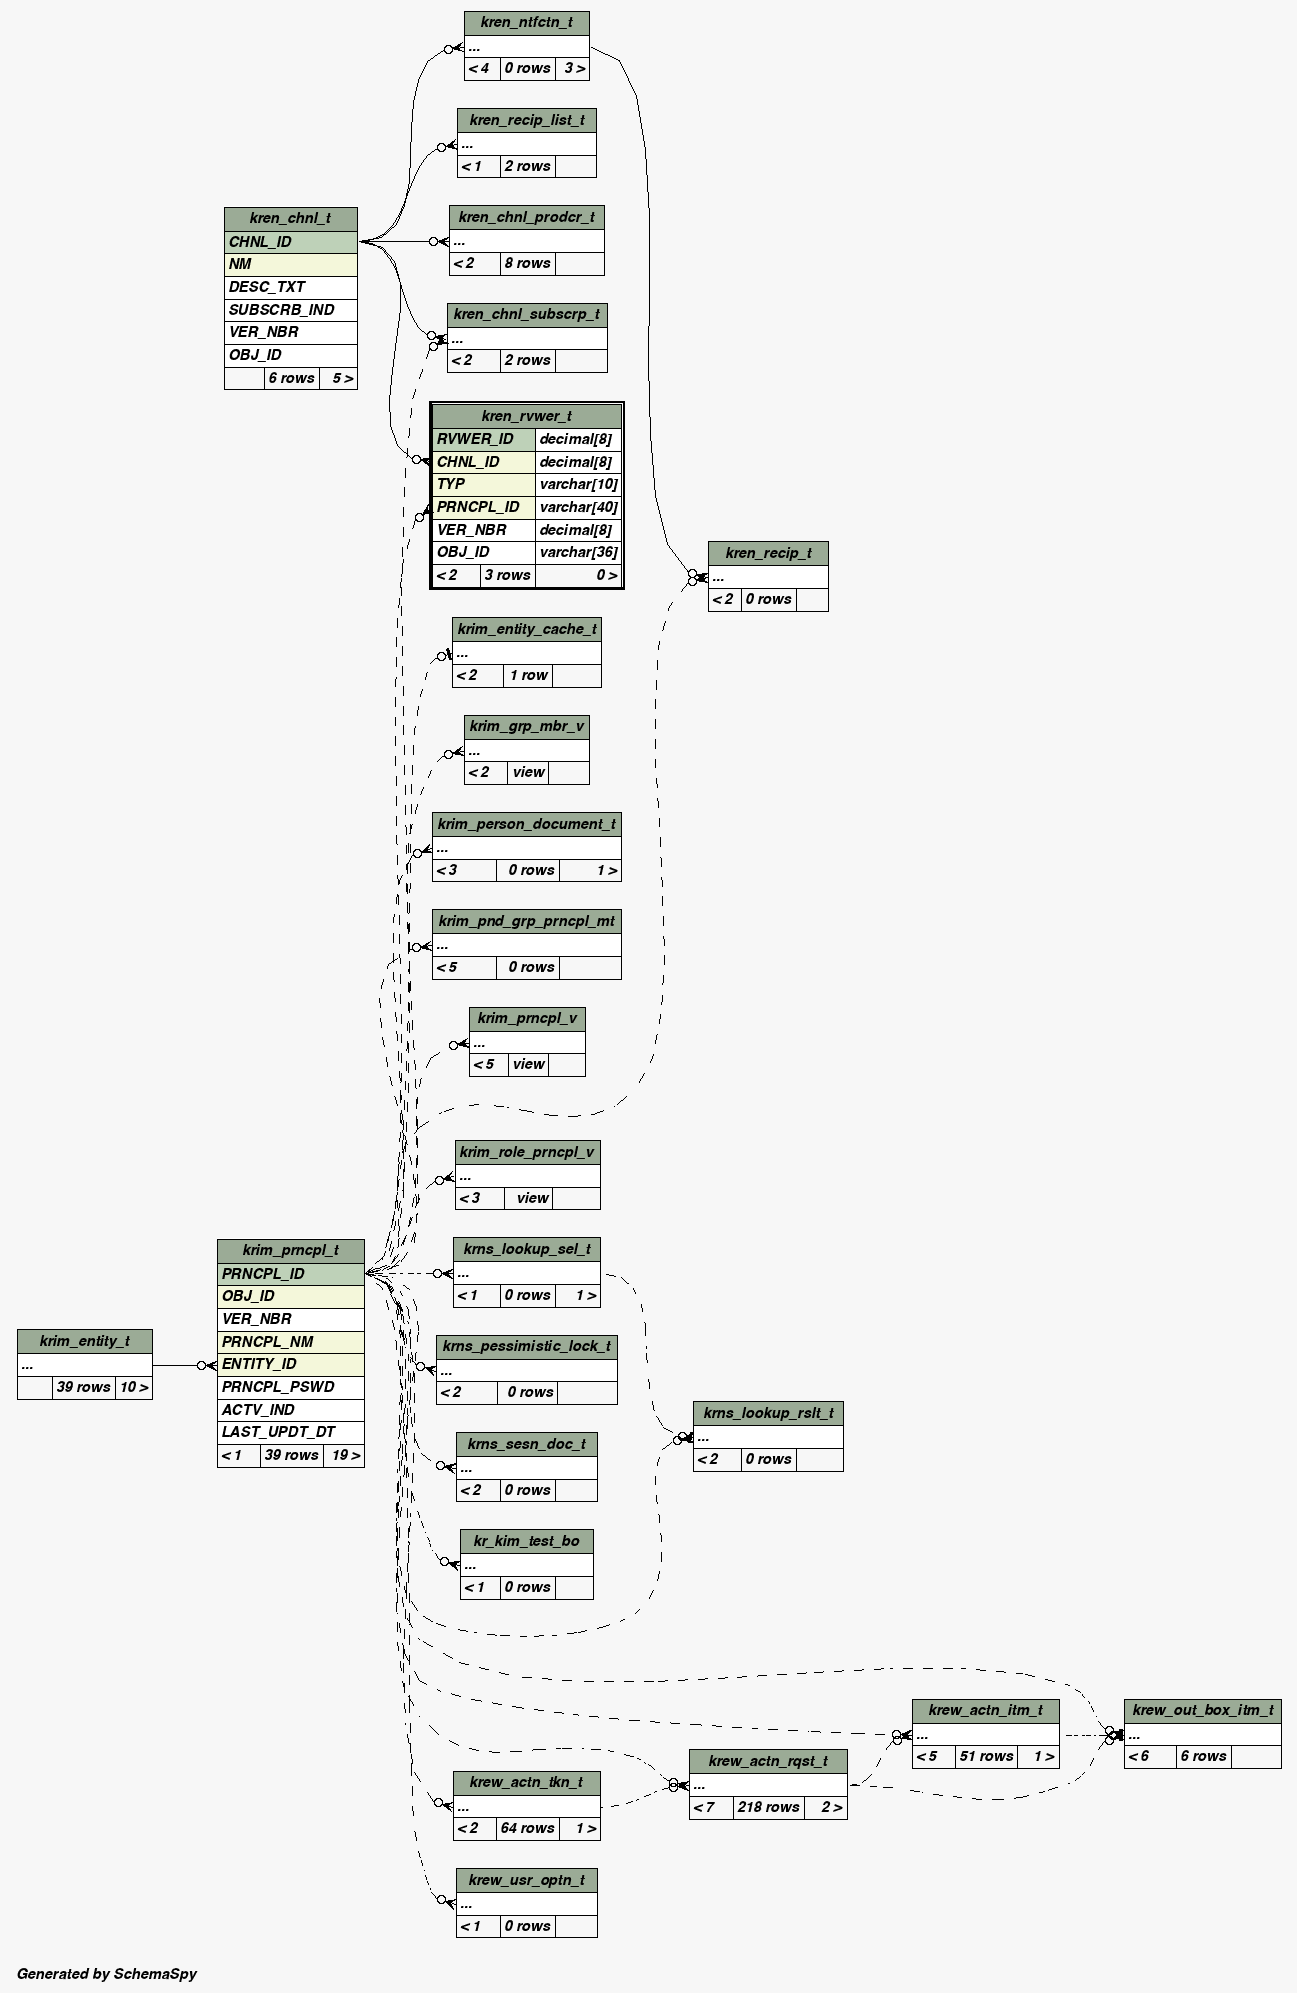 kren_ntfctn_t
...
< 4 0 rows 3 >
kren_recip_list_t
...
< 1 2 rows
kren_chnl_t
CHNL_ID
NM
DESC_TXT
SUBSCRB_IND
VER_NBR
OBJ_ID
6 rows 5 >
kren_chnl_prodcr_t
...
< 2 8 rows
kren_chnl_subscrp_t
...
< 2 2 rows
kren_rvwer_t
RVWER_ID decimal[8]
CHNL_ID decimal[8]
TYP varchar[10]
PRNCPL_ID varchar[40]
VER_NBR decimal[8]
OBJ_ID varchar[36]
< 2 3 rows 0 >
kren_recip_t
...
< 2 0 rows
krim_entity_cache_t
...
< 2 1 row
krim_grp_mbr_v
...
< 2 view
krim_person_document_t
...
< 3 0 rows 1 >
krim_pnd_grp_prncpl_mt
...
< 5 0 rows
krim_prncpl_v
...
< 5 view
krim_role_prncpl_v
...
< 3 view
krim_prncpl_t
PRNCPL_ID
OBJ_ID
VER_NBR
PRNCPL_NM
ENTITY_ID
PRNCPL_PSWD
ACTV_IND
LAST_UPDT_DT
< 1 39 rows 19 >
krim_entity_t
...
39 rows 10 >
krns_lookup_sel_t
...
< 1 0 rows 1 >
krns_pessimistic_lock_t
...
< 2 0 rows
krns_lookup_rslt_t
...
< 2 0 rows
krns_sesn_doc_t
...
< 2 0 rows
kr_kim_test_bo
...
< 1 0 rows
krew_actn_itm_t
...
< 5 51 rows 1 >
krew_out_box_itm_t
...
< 6 6 rows
krew_actn_rqst_t
...
< 7 218 rows 2 >
krew_actn_tkn_t
...
< 2 64 rows 1 >
krew_usr_optn_t
...
< 1 0 rows
Generated by SchemaSpy